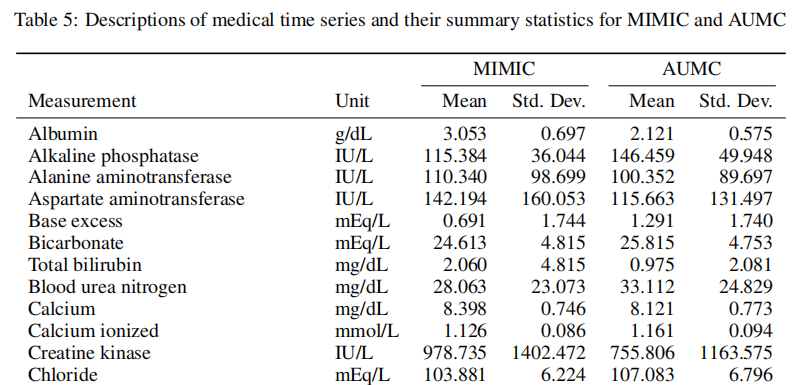 Table 5: Descriptions of medical time series and their summary statistics for MIMIC and AUMC
MIMIC AUMC
Measurement Unit Mean Std. Dev. Mean Std. Dev.
Albumin g/dL 3.053 0.697 2.121 0.575
Alkaline phosphatase IU/L 115.384 36.044 146.459 49.948
Alanine aminotransferase IU/L 110.340 98.699 100.352 89.697
Aspartate aminotransferase IU/L 142.194 160.053 115.663 131.497
Base excess mEq/L 0.691 1.744 1.291 1.740
Bicarbonate mEq/L 24.613 4.815 25.815 4.753
Total bilirubin mg/dL 2.060 4.815 0.975 2.081
Blood urea nitrogen mg/dL 28.063 23.073 33.112 24.829
Calcium mg/dL 8.398 0.746 8.121 0.773
Calcium ionized mmol/L 1.126 0.086 1.161 0.094
Creatine kinase IU/L 978.735 1402.472 755.806 1163.575
Chloride mEq/L 103.881 6.224 107.083 6.796